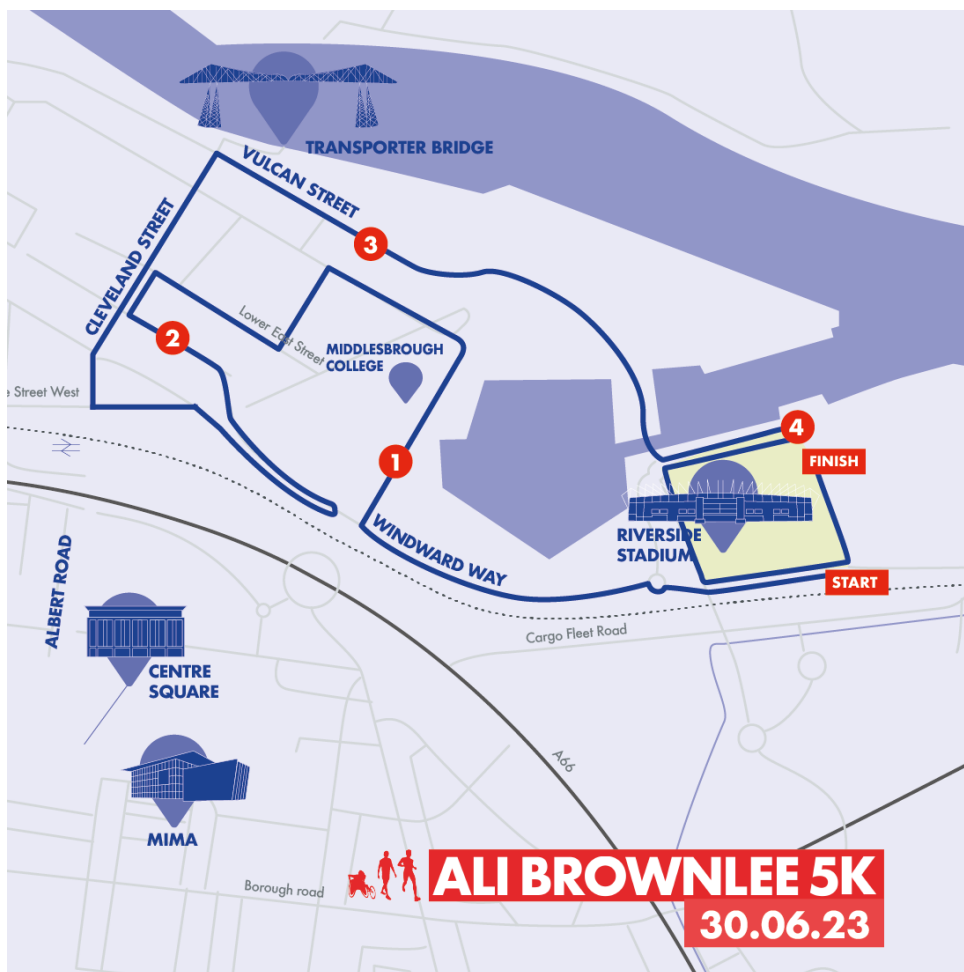 TRANSPORTER BRIDGE
VULCAN STREET
CLEVELAND STREET
3
2
Lower East Street
MIDDLESBROUGH
COLLEGE
e Street West
1
4
FINISH
WINDWARD WAY
RIVERSIDE
STADIUM
START
Cargo Fleet Road
ALBERT ROAD
CENTRE
SQUARE
MIMA
A66
Borough road
ALI BROWNLEE 5K
30.06.23